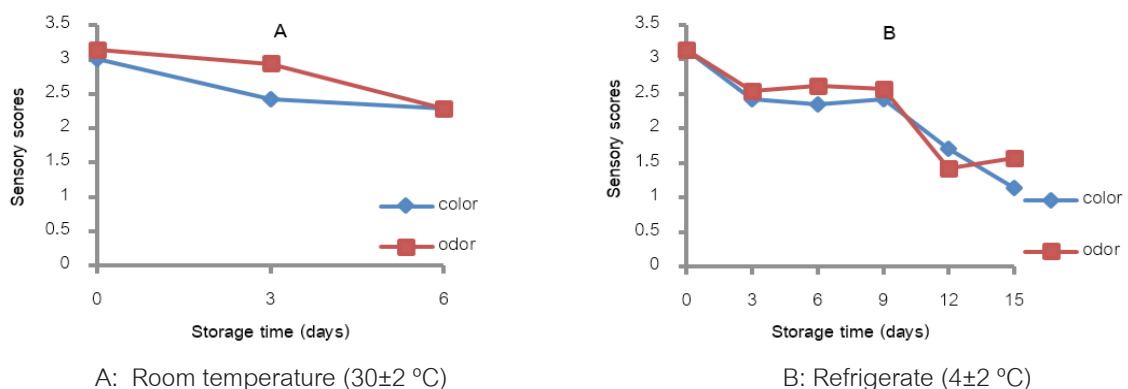 A
3.5
3
2.5
2
1.5
1
0.5
0
Sensory scores
0 3 6
Storage time (days)
color
odor
A: Room temperature (30±2 ºC)
B
3.5
3
2.5
2
1.5
1
0.5
0
Sensory scores
0 3 6 9 12 15
Storage time (days)
color
odor
B: Refrigerate (4±2 ºC)